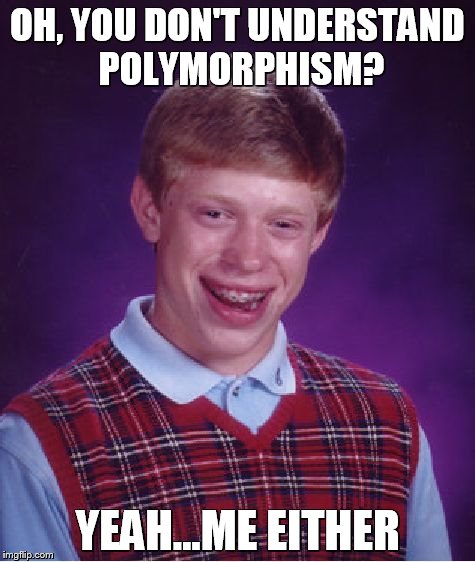 OH, YOU DON'T UNDERSTAND
POLYMORPHISM?
YEAH...ME EITHER
imgflip.com